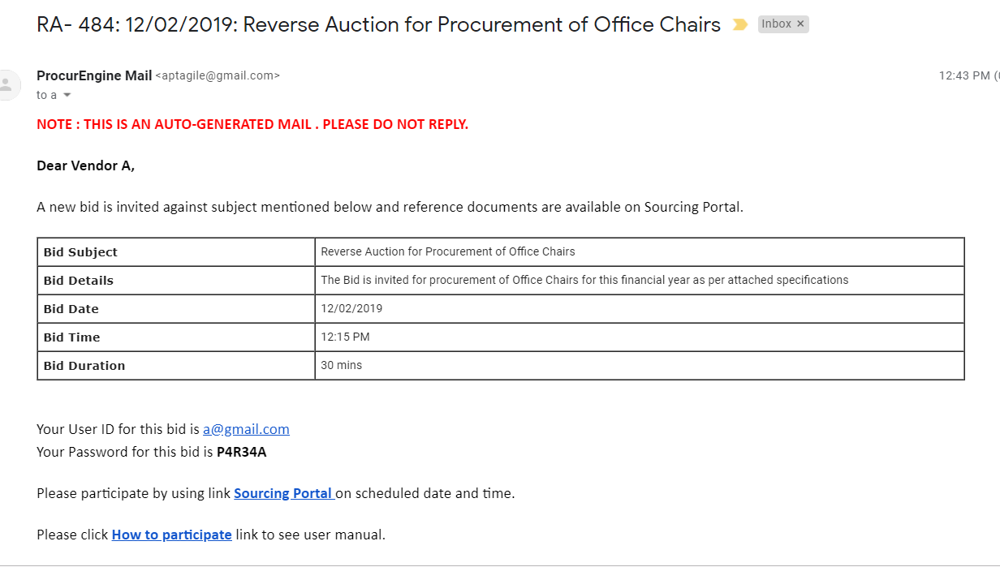 RA- 484: 12/02/2019: Reverse Auction for Procurement of Office Chairs Inbox ×
ProcurEngine Mail <aptagile@gmail.com> 12:43 PM (
to a
NOTE : THIS IS AN AUTO-GENERATED MAIL . PLEASE DO NOT REPLY.
Dear Vendor A,
A new bid is invited against subject mentioned below and reference documents are available on Sourcing Portal.
Bid Subject Reverse Auction for Procurement of Office Chairs
Bid Details The Bid is invited for procurement of Office Chairs for this financial year as per attached specifications
Bid Date 12/02/2019
Bid Time 12:15 PM
Bid Duration 30 mins
Your User ID for this bid is a@gmail.com
Your Password for this bid is P4R34A
Please participate by using link Sourcing Portal on scheduled date and time.
Please click How to participate link to see user manual.